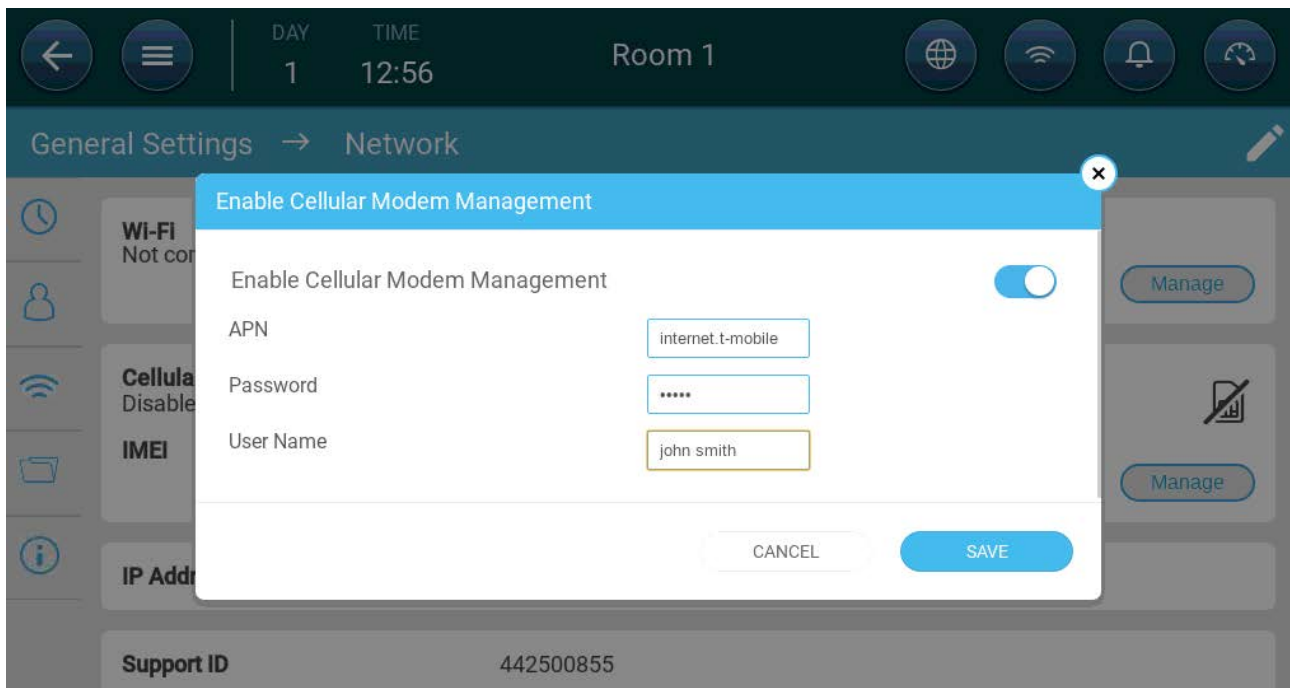 DAY TIME
1 12:56 Room 1
General Settings → Network
Enable Cellular Modem Management
Wi-Fi
Not con
Enable Cellular Modem Management
Manage
APN internet.t-mobile
Cellula
Disable
Password •••••
IMEI
User Name john smith
Manage
CANCEL SAVE
IP Addr
Support ID 442500855